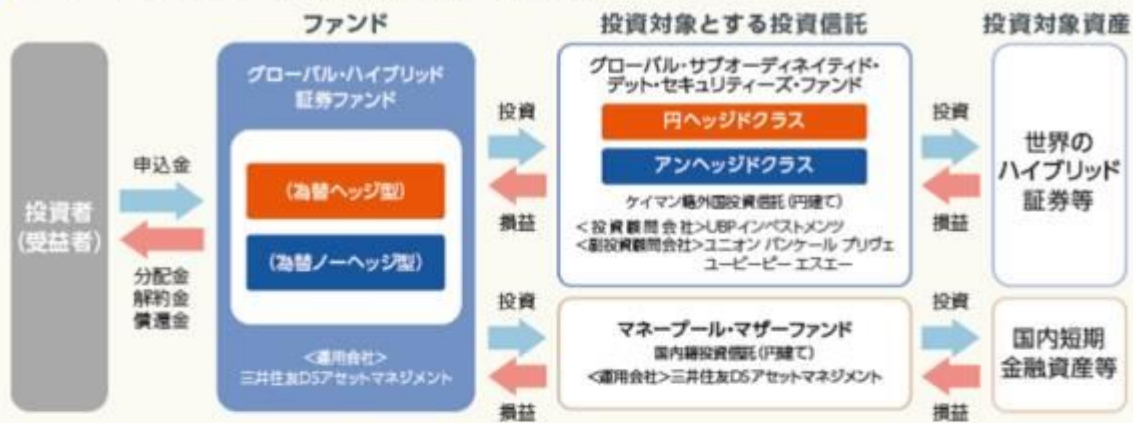 ファンド
投資対象とする投資信託
投資対象資産
投資者
(受益者)
申込金
分配金
解約金
償還金
グローバル・ハイブリッド
証券ファンド
(為替ヘッジ型)
(為替ノーヘッジ型)
<運用会社>
三井住友DSアセットマネジメント
投資
損益
投資
損益
グローバル・サブオーディネイティド・
デット・セキュリティーズ・ファンド
円ヘッジドクラス
アンヘッジドクラス
ケイマン籍外国投資信託(円建て)
<投資顧問会社>UBPインベストメンツ
<副投資顧問会社>ユニオン バンケール プリヴェ
ユービーピー エスエー
マネープール・マザーファンド
国内籍投資信託(円建て)
<運用会社>三井住友DSアセットマネジメント
投資
損益
投資
損益
世界の
ハイブリッド
証券等
国内短期
金融資産等